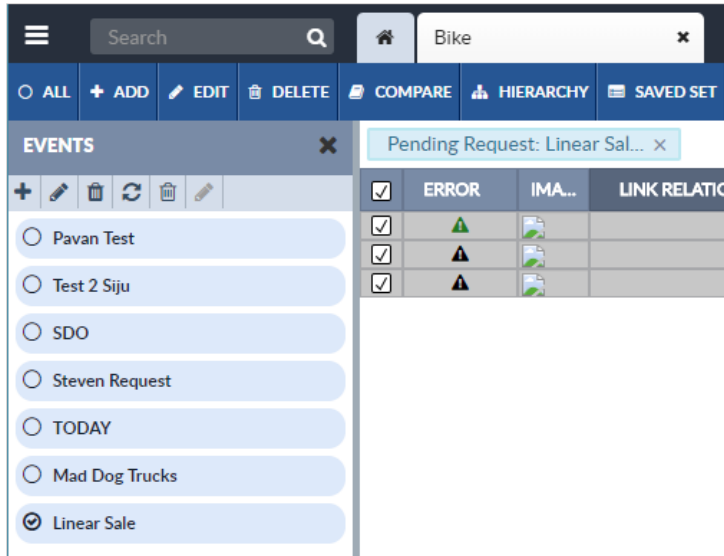 Search
Bike
ALL
ADD
EDIT
DELETE
COMPARE
HIERARCHY
SAVED SET
EVENTS
Pending Request: Linear Sal...
ERROR
IMA...
LINK RELATIO
Pavan Test
Test 2 Siju
SDO
Steven Request
TODAY
Mad Dog Trucks
Linear Sale